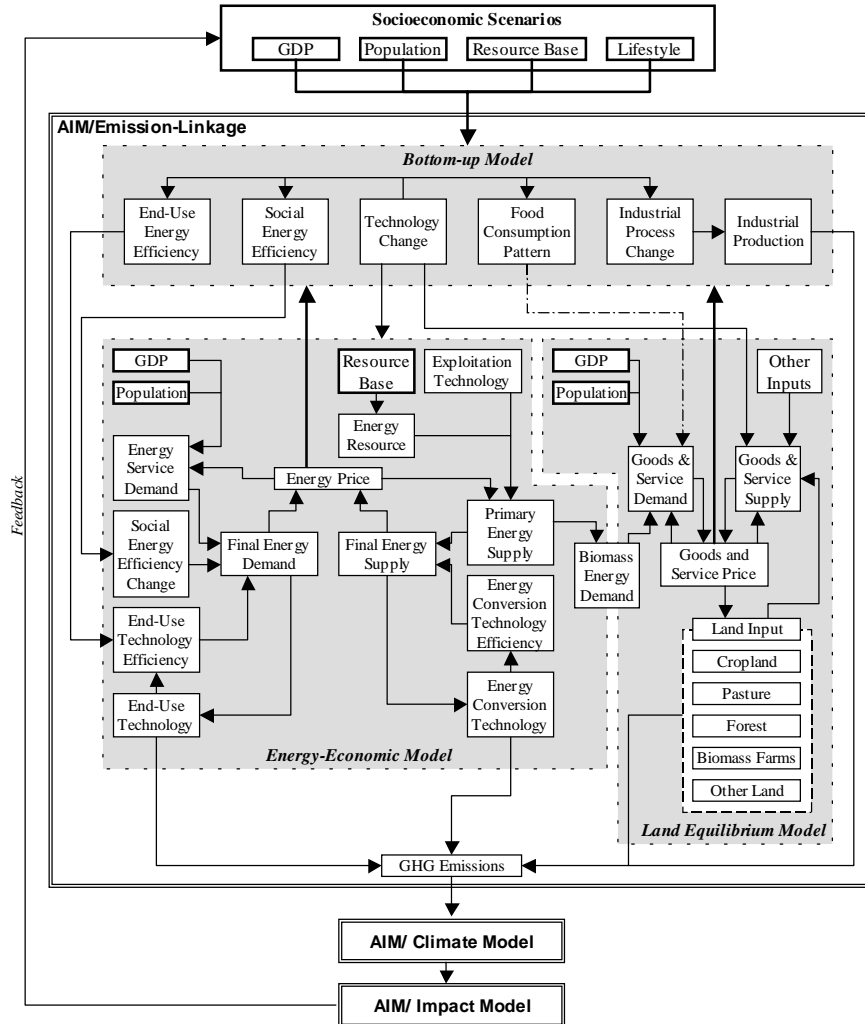 Socioeconomic Scenarios
GDP
Population
Resource Base
Lifestyle
AIM/Emission-Linkage
Bottom-up Model
End-Use
Energy
Efficiency
Social
Energy
Efficiency
Technology
Change
Food
Consumption
Pattern
Industrial
Process
Change
Industrial
Production
GDP
Population
Resource
Base
Exploitation
Technology
Energy
Resource
Energy
Service
Demand
Energy Price
Social
Energy
Efficiency
Change
Final Energy
Demand
Final Energy
Supply
Primary
Energy
Supply
End-Use
Technology
Efficiency
Energy
Conversion
Technology
Efficiency
End-Use
Technology
Energy
Conversion
Technology
Energy-Economic Model
GDP
Population
Other
Inputs
Goods &
Service
Demand
Goods &
Service
Supply
Biomass
Energy
Demand
Goods and
Service Price
Land Input
Cropland
Pasture
Forest
Biomass Farms
Other Land
Land Equilibrium Model
Feedback
GHG Emissions
AIM/ Climate Model
AIM/ Impact Model